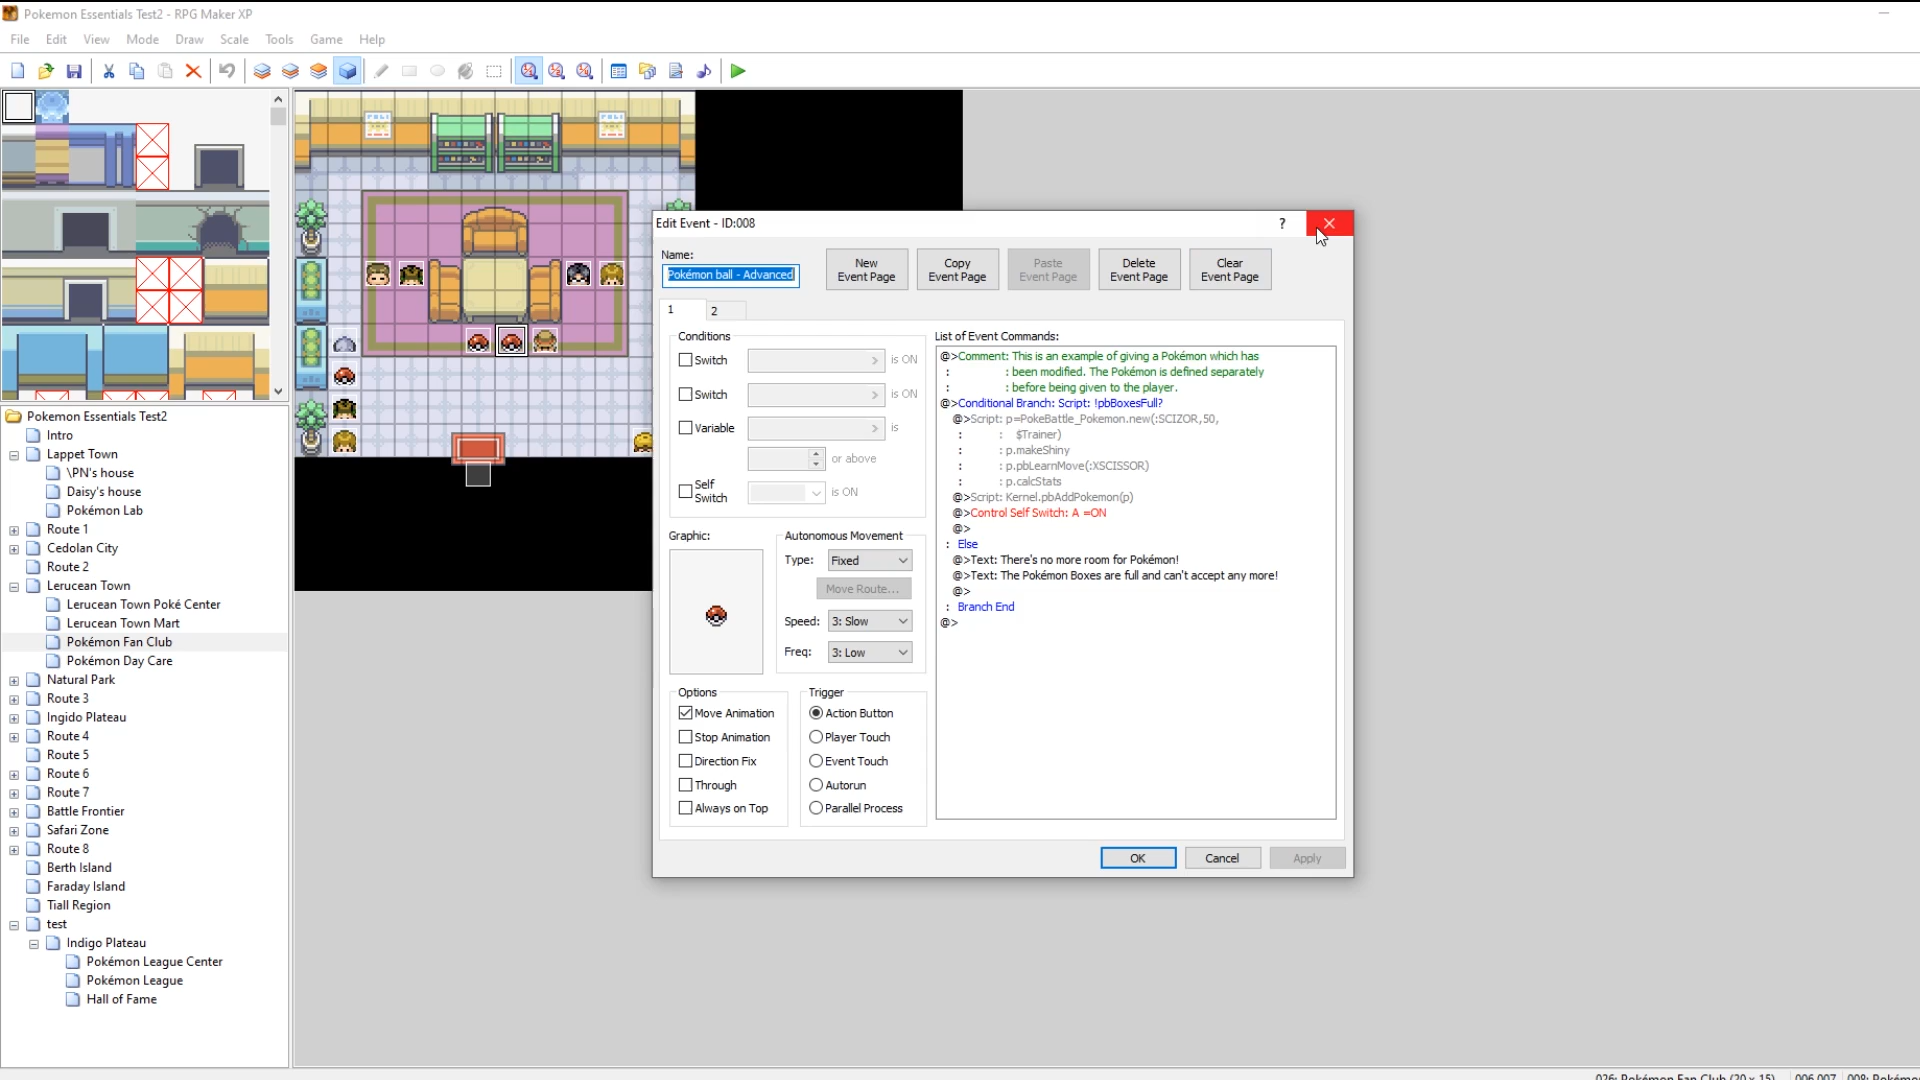 Pokemon Essentials Test2 - RPG Maker XP
File Edit View Mode Draw Scale Tools Game Help
Edit Event - ID:008
?
Name:
Pokémon ball - Advanced
New
Event Page
Copy
Event Page
Paste
Event Page
Delete
Event Page
Clear
Event Page
1 2
Conditions
Switch is ON
Switch is ON
Variable is
or above
Self
Switch is ON
Graphic:
Autonomous Movement
Type: Fixed
Move Route...
Speed: 3: Slow
Freq: 3: Low
Options
Move Animation
Stop Animation
Direction Fix
Through
Always on Top
Trigger
Action Button
Player Touch
Event Touch
Autorun
Parallel Process
List of Event Commands:
@>Comment: This is an example of giving a Pokémon which has
: : been modified. The Pokémon is defined separately
: : before being given to the player.
@>Conditional Branch: Script: !pbBoxesFull?
@>Script: p=PokeBattle_Pokemon.new(:SCIZOR,50,
: : $Trainer)
: : p.makeShiny
: : p.pbLearnMove(:XSCISSOR)
: : p.calcStats
@>Script: Kernel.pbAddPokemon(p)
@>Control Self Switch: A =ON
@>
: Else
@>Text: There's no more room for Pokémon!
@>Text: The Pokémon Boxes are full and can't accept any more!
@>
: Branch End
@>
OK Cancel Apply
Pokemon Essentials Test2
Intro
Lappet Town
\PN's house
Daisy's house
Pokémon Lab
Route 1
Cedolan City
Route 2
Lerucean Town
Lerucean Town Poké Center
Lerucean Town Mart
Pokémon Fan Club
Pokémon Day Care
Natural Park
Route 3
Ingido Plateau
Route 4
Route 5
Route 6
Route 7
Battle Frontier
Safari Zone
Route 8
Berth Island
Faraday Island
Tiall Region
test
Indigo Plateau
Pokémon League Center
Pokémon League
Hall of Fame
026: Pokémon Fan Club (20 x 15) 006,007